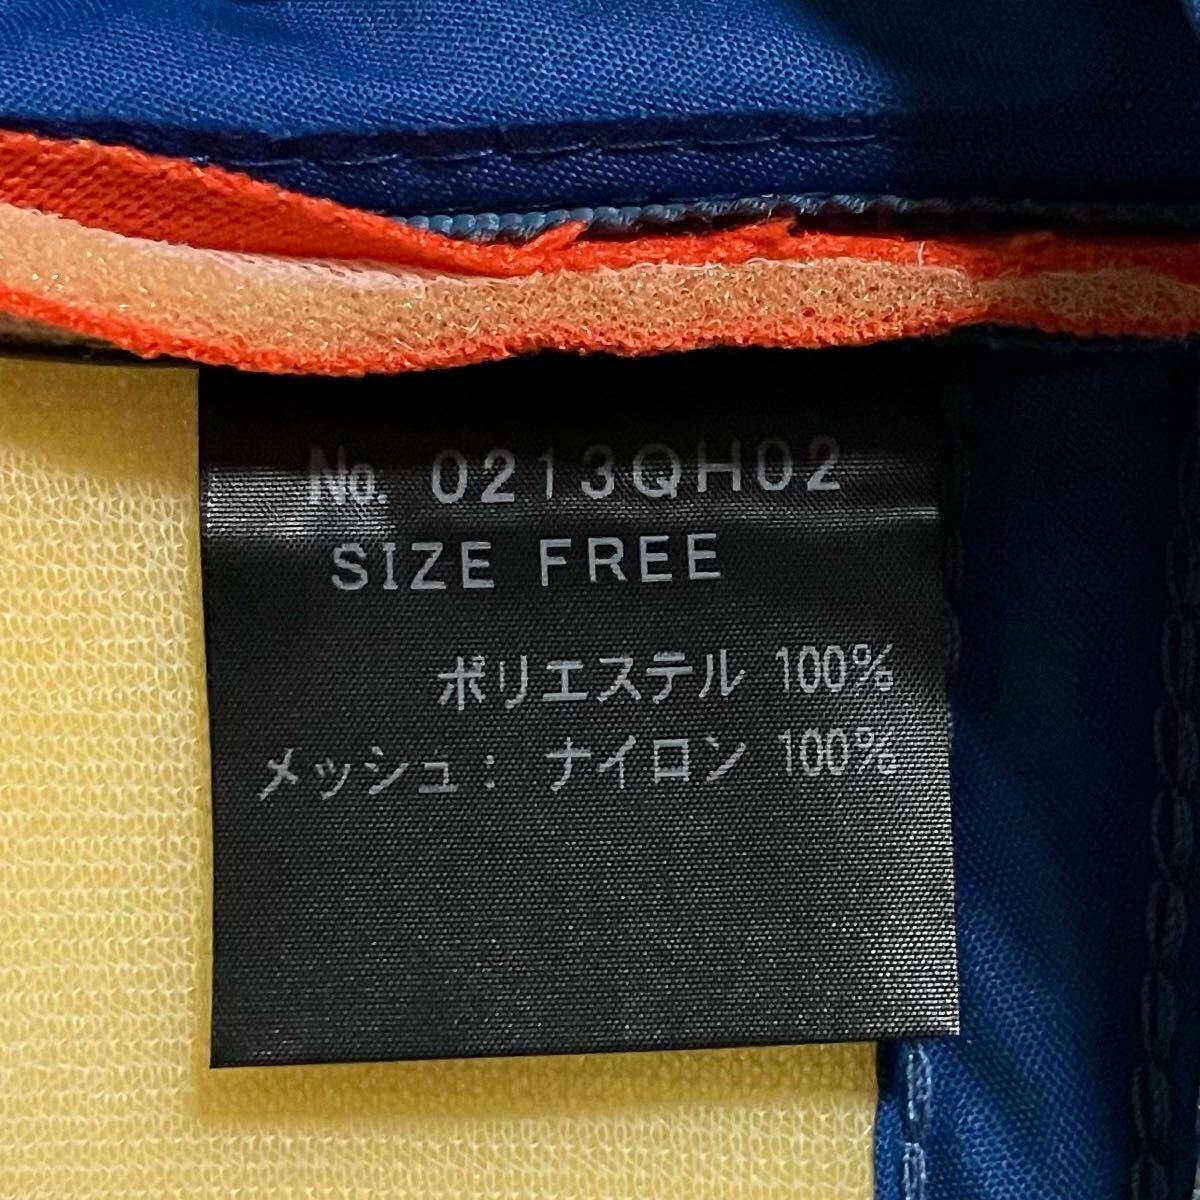 No. 0213QH02
SIZE FREE
ポリエステル 100%
メッシュ: ナイロン 100%